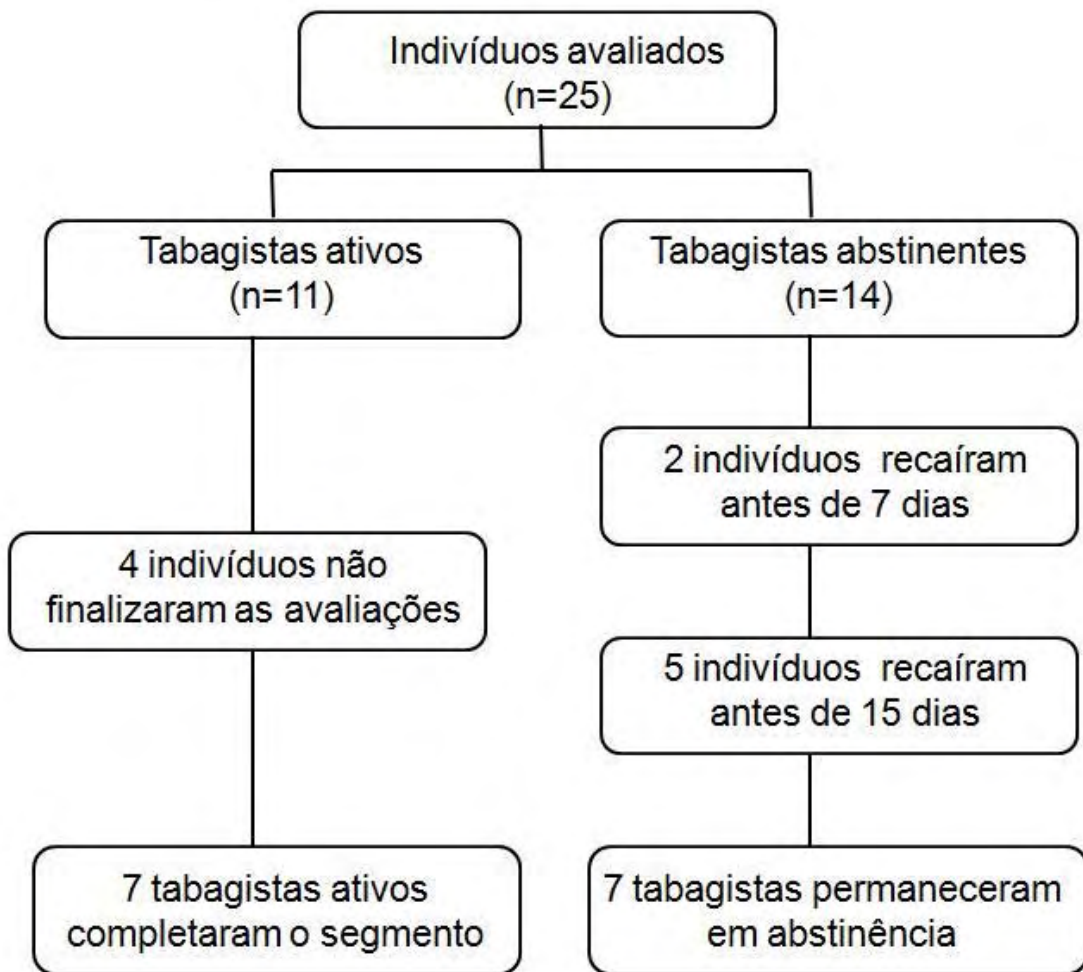 Indivíduos avaliados
(n=25)
Tabagistas ativos
(n=11)
Tabagistas abstinentes
(n=14)
2 indivíduos recaíram
antes de 7 dias
4 indivíduos não
finalizaram as avaliações
5 indivíduos recaíram
antes de 15 dias
7 tabagistas ativos
completaram o segmento
7 tabagistas permaneceram
em abstinência